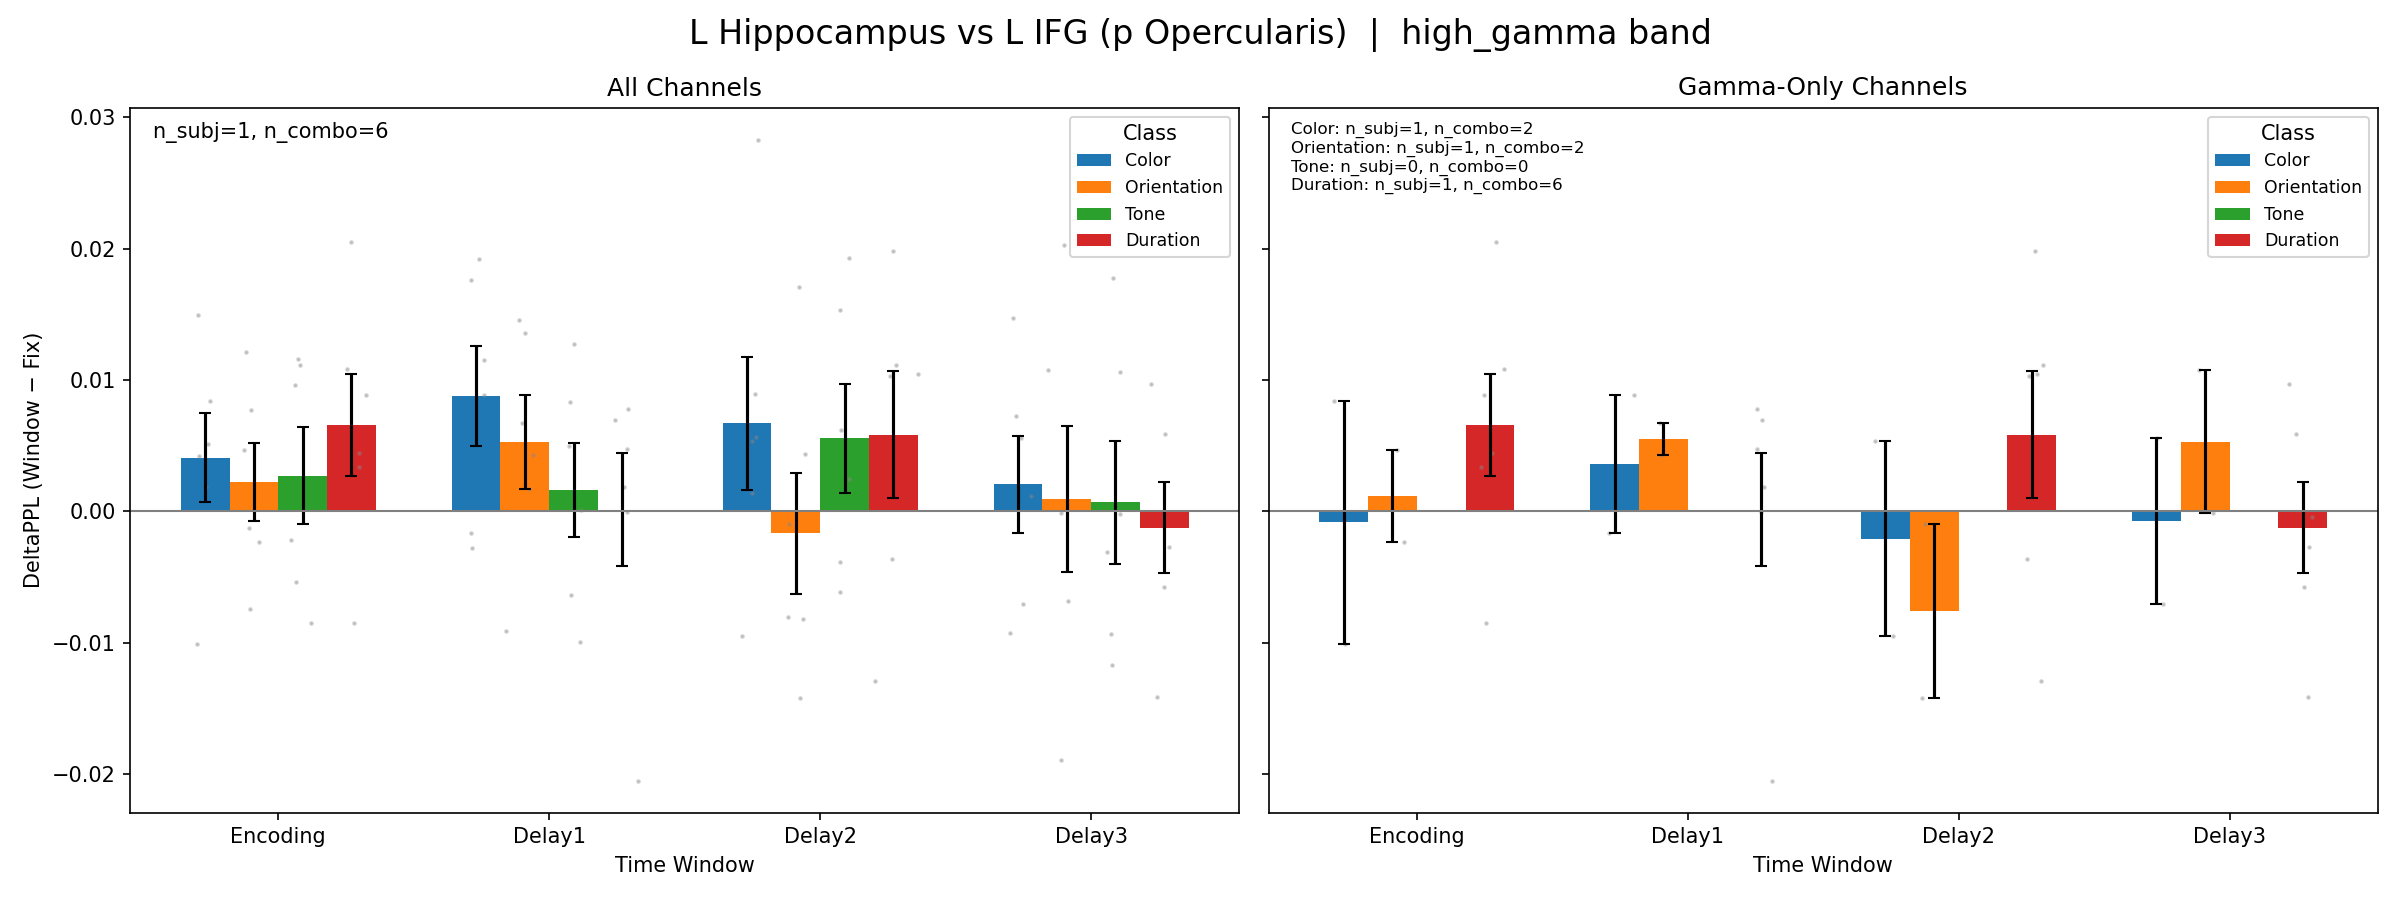 L Hippocampus vs L IFG (p Opercularis)  |  high_gamma band
All Channels
n_subj=1, n_combo=6
Class
Color
Orientation
Tone
Duration
0.03
0.02
0.01
0.00
−0.01
−0.02
DeltaPPL (Window − Fix)
Encoding
Delay1
Delay2
Delay3
Time Window
Gamma-Only Channels
Color: n_subj=1, n_combo=2
Orientation: n_subj=1, n_combo=2
Tone: n_subj=0, n_combo=0
Duration: n_subj=1, n_combo=6
Class
Color
Orientation
Tone
Duration
Encoding
Delay1
Delay2
Delay3
Time Window